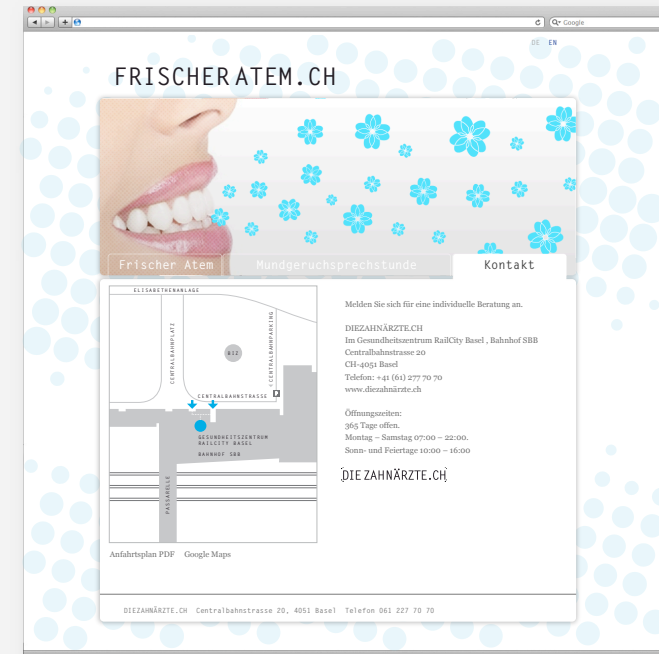 Google
DE EN
FRISCHERATEM.CH
Frischer Atem
Mundgeruchsprechstunde
Kontakt
ELISABETHENANLAGE
CENTRALBAHNPLATZ
BIZ
CENTRALBAHNPARKING
CENTRALBAHNSTRASSE
P
GESUNDHEITSZENTRUM
RAILCITY BASEL
BAHNHOF SBB
PASSARELLE
Anfahrtsplan PDF Google Maps
Melden Sie sich für eine individuelle Beratung an.
DIEZAHNÄRZTE.CH
Im Gesundheitszentrum RailCity Basel , Bahnhof SBB
Centralbahnstrasse 20
CH-4051 Basel
Telefon: +41 (61) 277 70 70
www.diezahnärzte.ch
Öffnungszeiten:
365 Tage offen.
Montag – Samstag 07:00 – 22:00.
Sonn- und Feiertage 10:00 – 16:00
DIE ZAHNÄRZTE.CH
DIEZAHNÄRZTE.CH Centralbahnstrasse 20, 4051 Basel Telefon 061 227 70 70